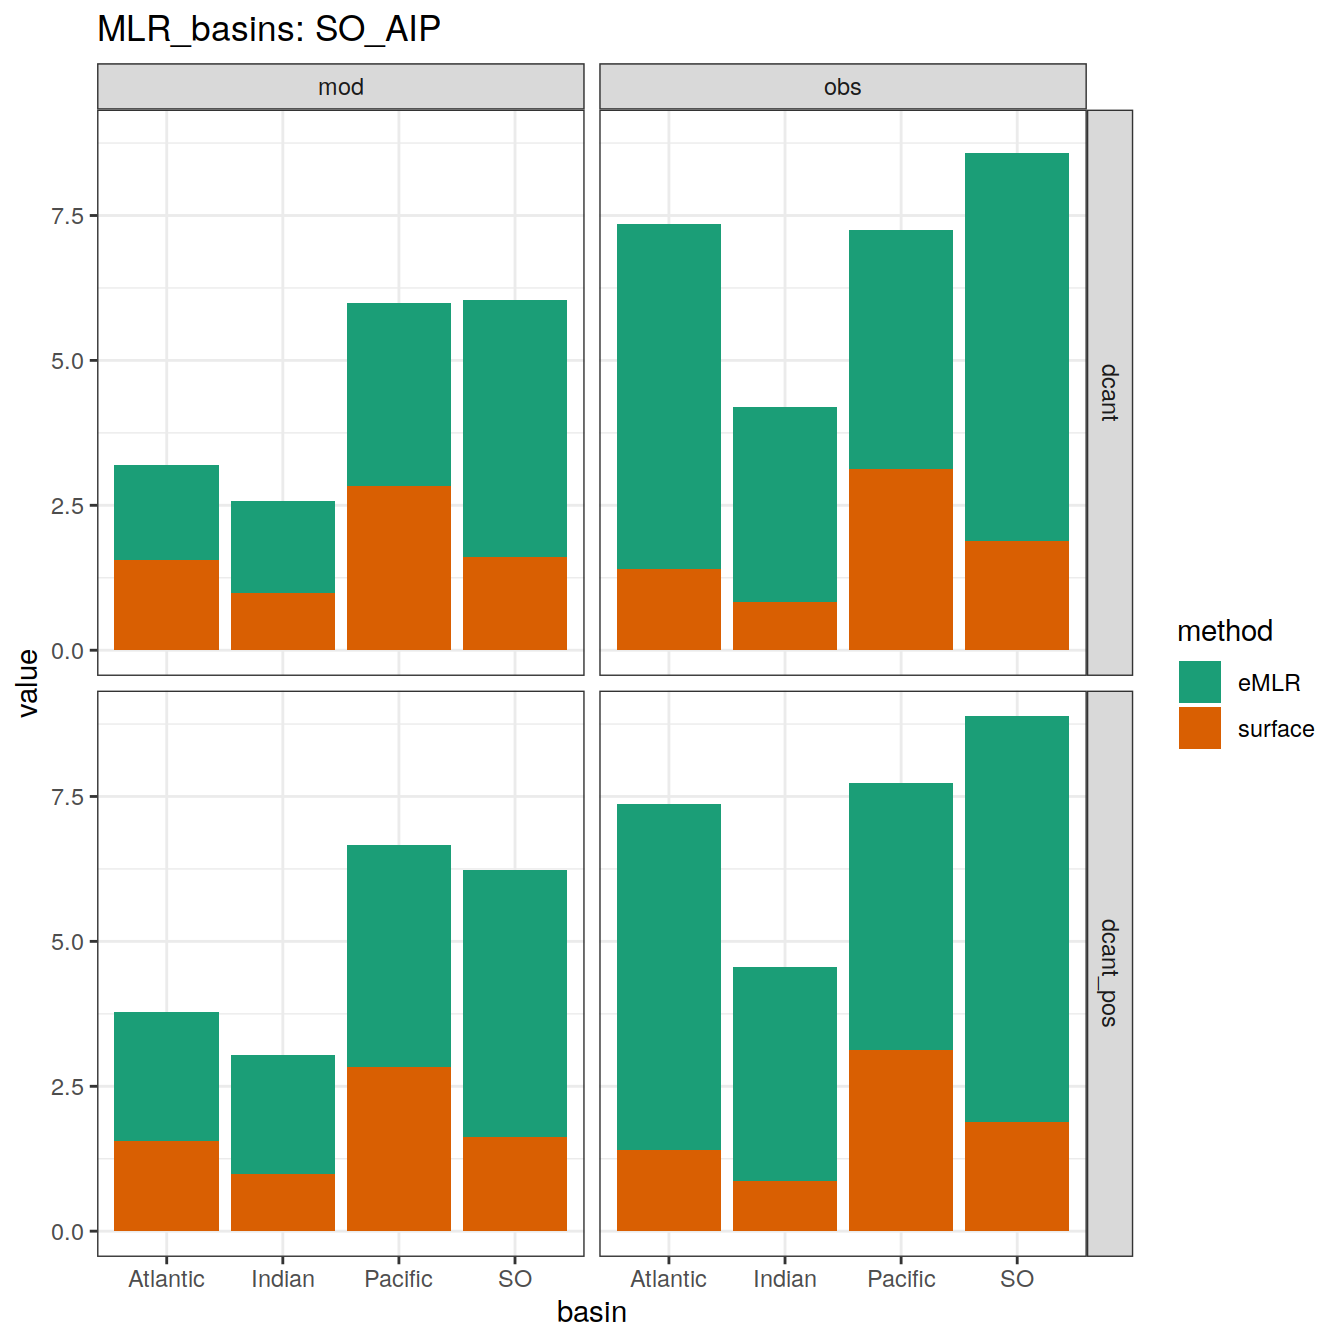 MLR_basins: SO_AIP
mod
obs
7.5
5.0
2.5
0.0
dcant
value
7.5
5.0
2.5
0.0
dcant_pos
Atlantic
Indian
Pacific
SO
Atlantic
Indian
Pacific
SO
basin
method
eMLR
surface